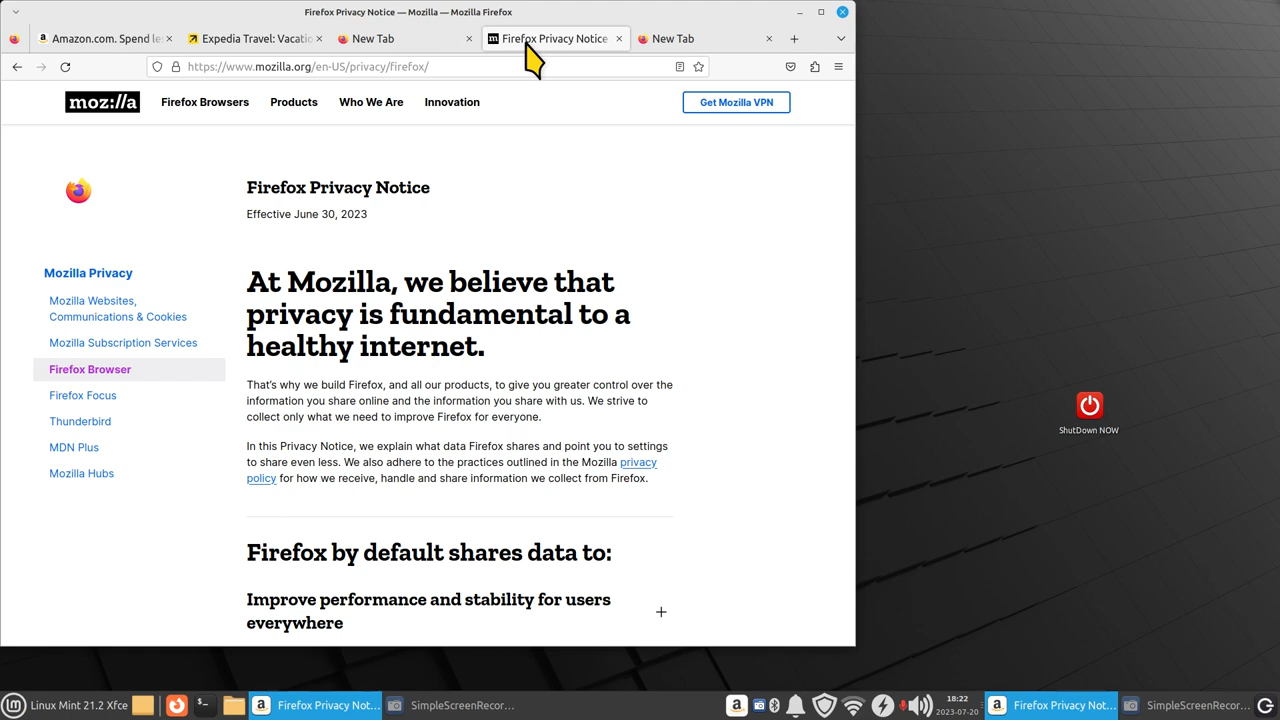 Firefox Privacy Notice — Mozilla — Mozilla Firefox
Amazon.com. Spend le
Expedia Travel: Vacatio
New Tab
Firefox Privacy Notice
New Tab
https://www.mozilla.org/en-US/privacy/firefox/
moz://a
Firefox Browsers
Products
Who We Are
Innovation
Get Mozilla VPN
Firefox Privacy Notice
Effective June 30, 2023
Mozilla Privacy
Mozilla Websites,
Communications & Cookies
Mozilla Subscription Services
Firefox Browser
Firefox Focus
Thunderbird
MDN Plus
Mozilla Hubs
At Mozilla, we believe that
privacy is fundamental to a
healthy internet.
That’s why we build Firefox, and all our products, to give you greater control over the
information you share online and the information you share with us. We strive to
collect only what we need to improve Firefox for everyone.
In this Privacy Notice, we explain what data Firefox shares and point you to settings
to share even less. We also adhere to the practices outlined in the Mozilla privacy
policy for how we receive, handle and share information we collect from Firefox.
Firefox by default shares data to:
Improve performance and stability for users
everywhere
ShutDown NOW
Linux Mint 21.2 Xfce
Firefox Privacy Not...
SimpleScreenRecor...
18:22
2023-07-20
Firefox Privacy Not...
SimpleScreenRecor...